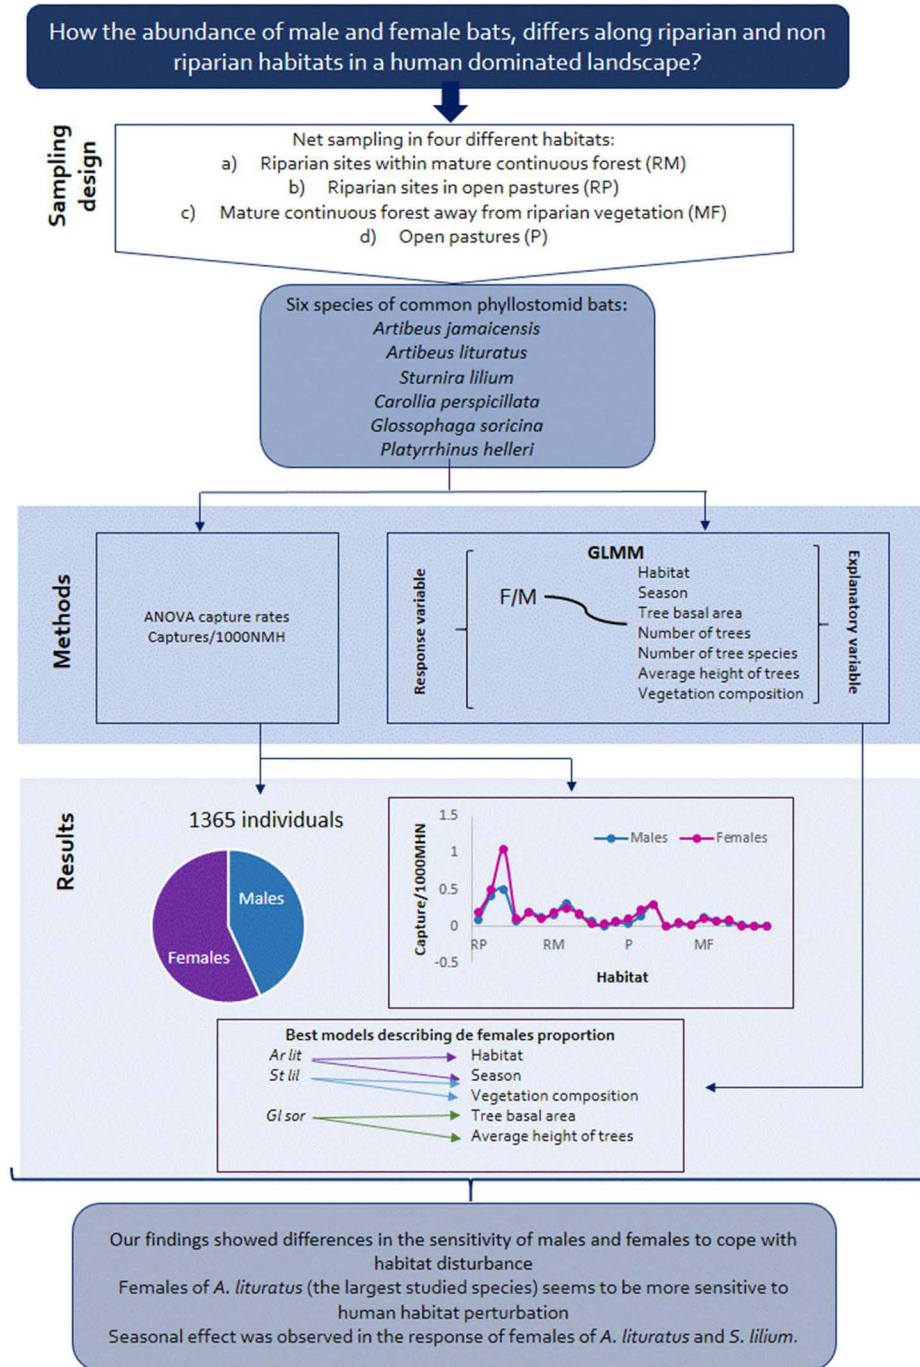 How the abundance of male and female bats, differs along riparian and non
riparian habitats in a human dominated landscape?
Sampling
design
Net sampling in four different habitats:
a) Riparian sites within mature continuous forest (RM)
b) Riparian sites in open pastures (RP)
c) Mature continuous forest away from riparian vegetation (MF)
d) Open pastures (P)
Six species of common phyllostomid bats:
Artibeus jamaicensis
Artibeus lituratus
Sturnira lilium
Carollia perspicillata
Glossophaga soricina
Platyrrhinus helleri
Methods
ANOVA capture rates
Captures/1000NMH
GLMM
Response variable
F/M
Habitat
Season
Tree basal area
Number of trees
Number of tree species
Average height of trees
Vegetation composition
Explanatory variable
Results
1365 individuals
Males
Females
Capture/1000MHN
1.5
1
0.5
0
-0.5
Males
Females
RP
RM
P
MF
Habitat
Best models describing de females proportion
Ar lit
Habitat
Season
St lil
Vegetation composition
Gl sor
Tree basal area
Average height of trees
Our findings showed differences in the sensitivity of males and females to cope with
habitat disturbance
Females of A. lituratus (the largest studied species) seems to be more sensitive to
human habitat perturbation
Seasonal effect was observed in the response of females of A. lituratus and S. lilium.